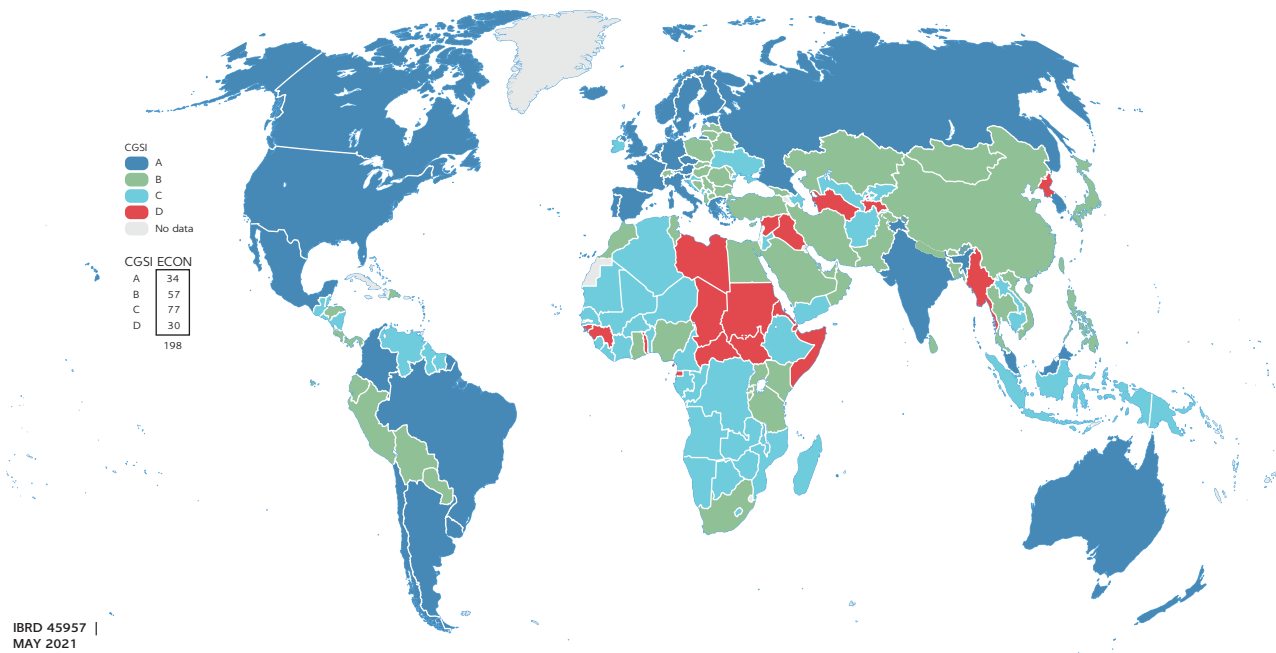 CGSI
A
B
C
D
No data
CGSI ECON
A 34
B 57
C 77
D 30
198
IBRD 45957 |
MAY 2021